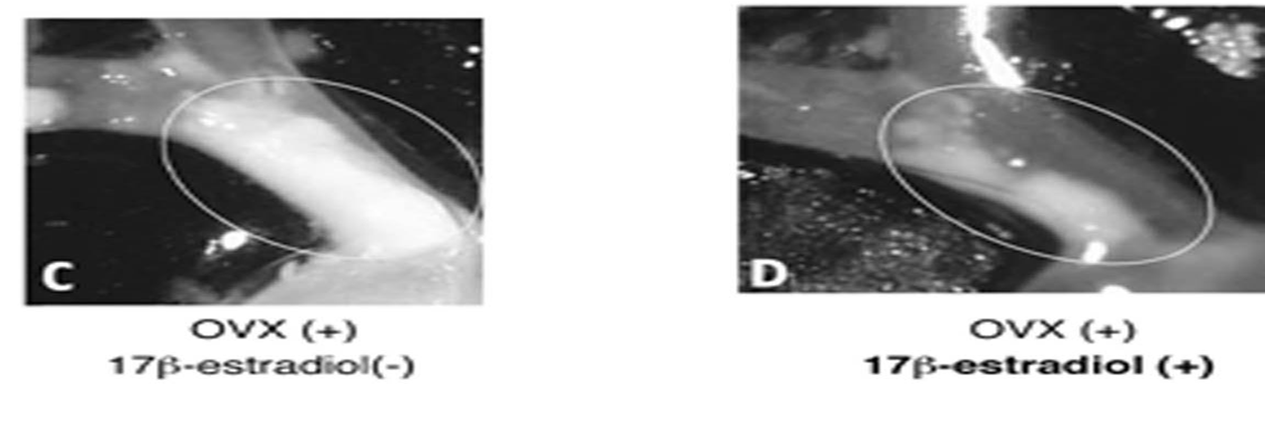 C
D
OVX (+)
17β-estradiol(-)
OVX (+)
17β-estradiol (+)